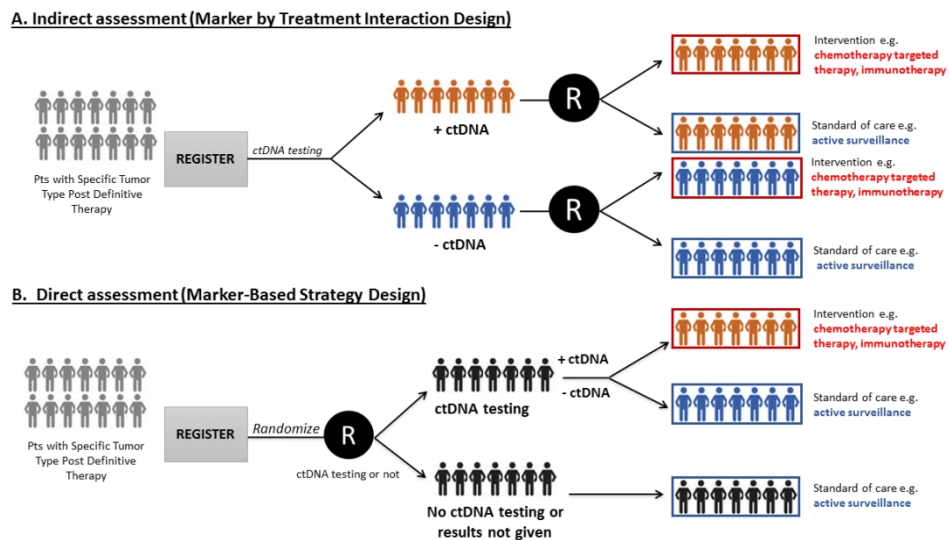 A. Indirect assessment (Marker by Treatment Interaction Design)
Pts with Specific Tumor
Type Post Definitive
Therapy
REGISTER
ctDNA testing
+ ctDNA
- ctDNA
R
R
Intervention e.g.
chemotherapy targeted
therapy, immunotherapy
Standard of care e.g.
active surveillance
Intervention e.g.
chemotherapy targeted
therapy, immunotherapy
Standard of care e.g.
active surveillance
B. Direct assessment (Marker-Based Strategy Design)
Pts with Specific Tumor
Type Post Definitive
Therapy
REGISTER
Randomize
R
ctDNA testing or not
ctDNA testing
+ ctDNA
- ctDNA
No ctDNA testing or
results not given
Intervention e.g.
chemotherapy targeted
therapy, immunotherapy
Standard of care e.g.
active surveillance
Standard of care e.g.
active surveillance